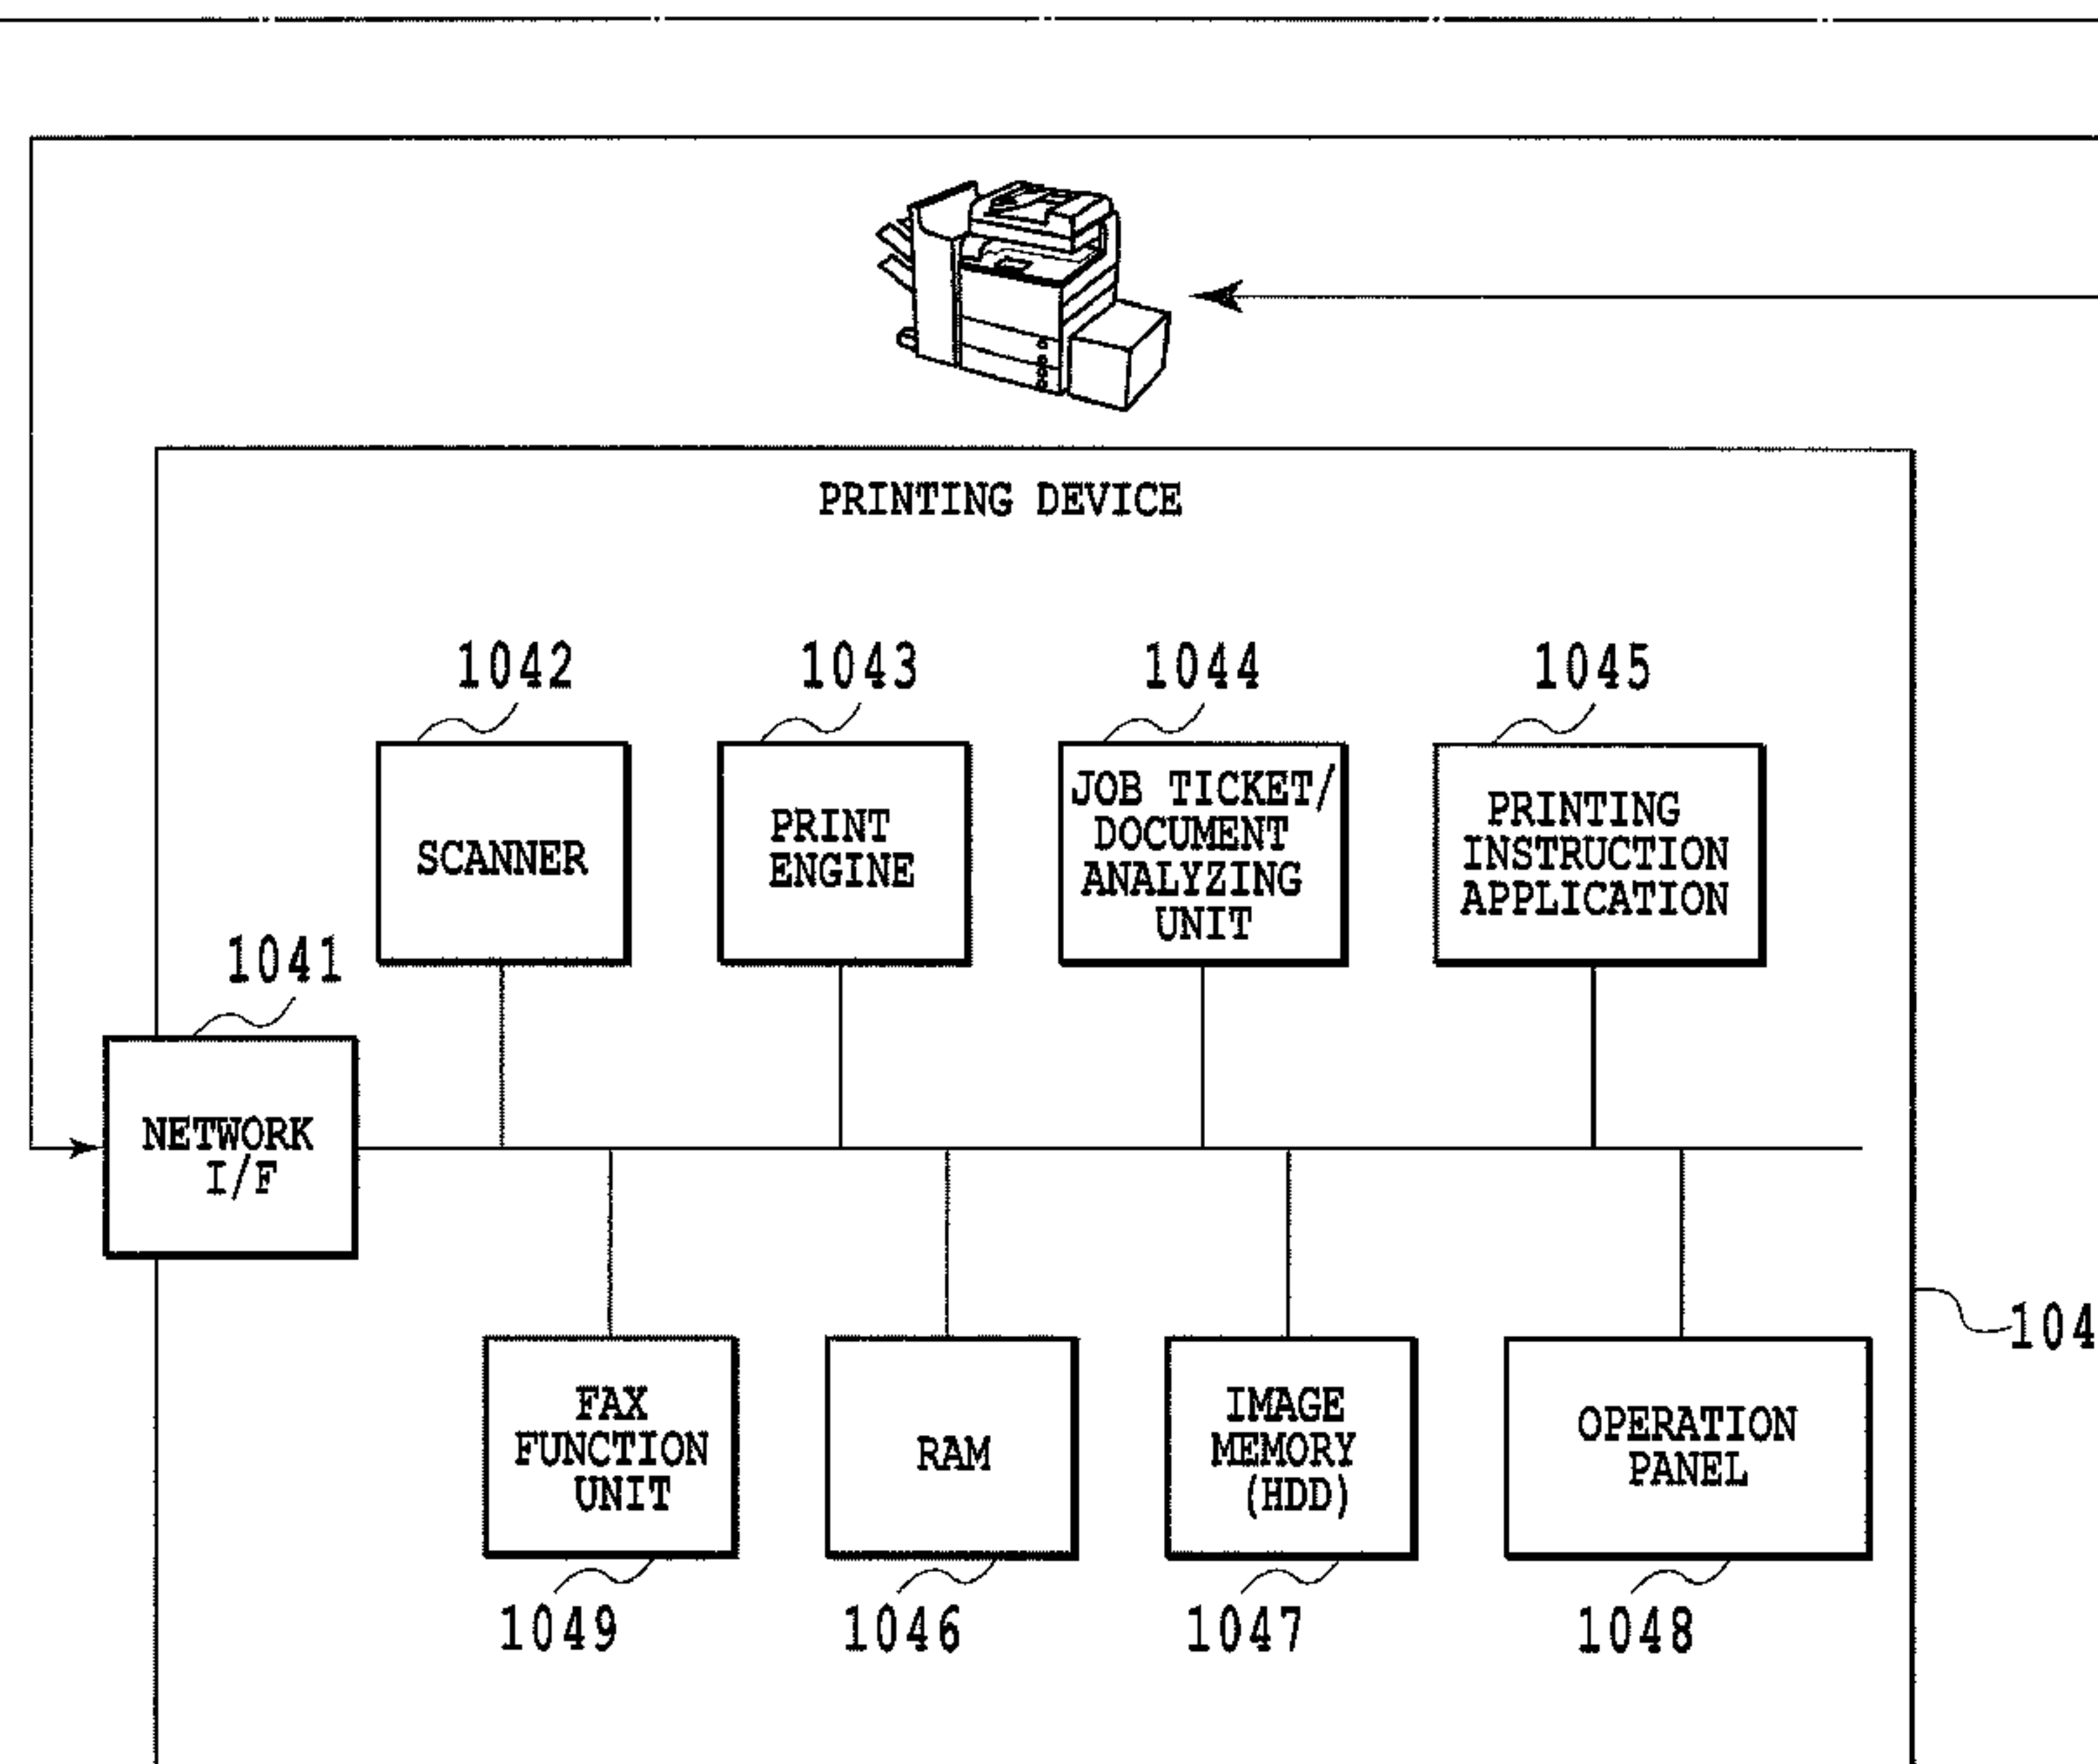 PRINTING DEVICE
1042
1043
1044
1045
SCANNER
PRINT
ENGINE
JOB TICKET/
DOCUMENT
ANALYZING
UNIT
PRINTING
INSTRUCTION
APPLICATION
1041
NETWORK
I/F
104
FAX
FUNCTION
UNIT
RAM
IMAGE
MEMORY
(HDD)
OPERATION
PANEL
1049
1046
1047
1048